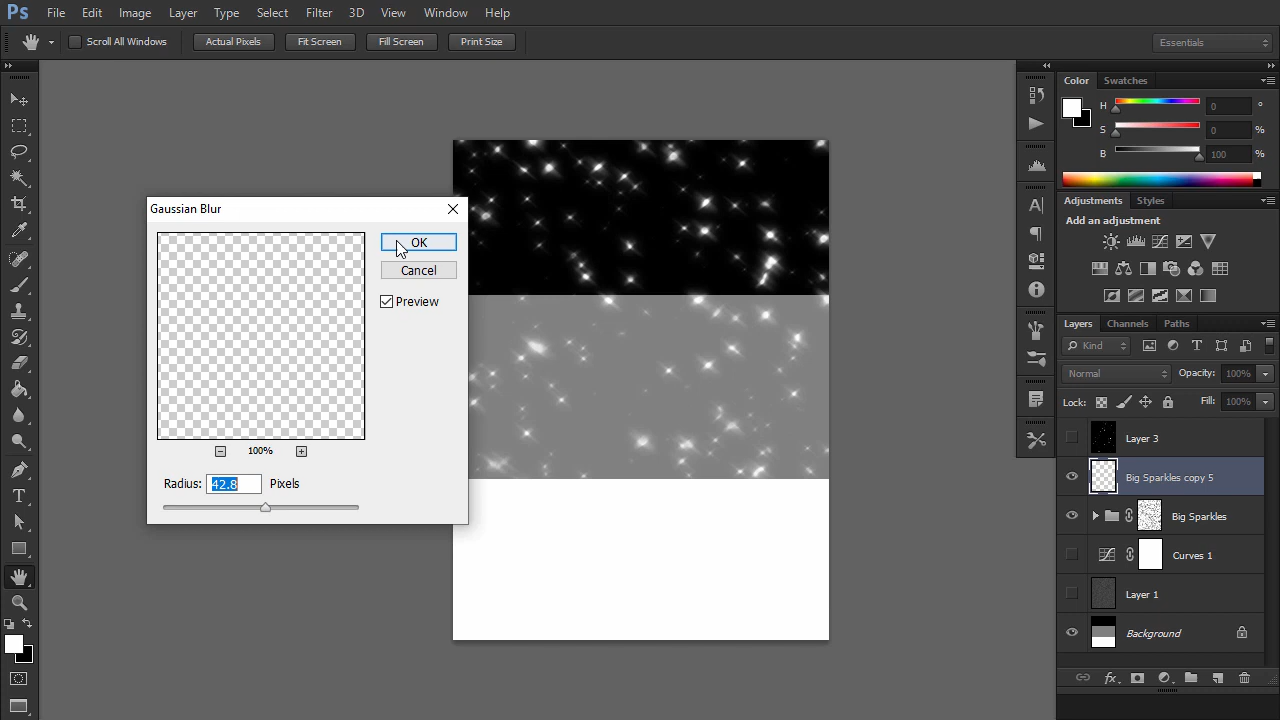 Ps File Edit Image Layer Type Select Filter 3D View Window Help
Scroll All Windows Actual Pixels Fit Screen Fill Screen Print Size Essentials
Color Swatches
H 0 °
S 0 %
B 100 %
Gaussian Blur
OK
Cancel
Preview
100%
Radius: 42.8 Pixels
Adjustments Styles
Add an adjustment
Layers Channels Paths
Kind
Normal Opacity: 100%
Lock: Fill: 100%
Layer 3
Big Sparkles copy 5
Big Sparkles
Curves 1
Layer 1
Background
fx